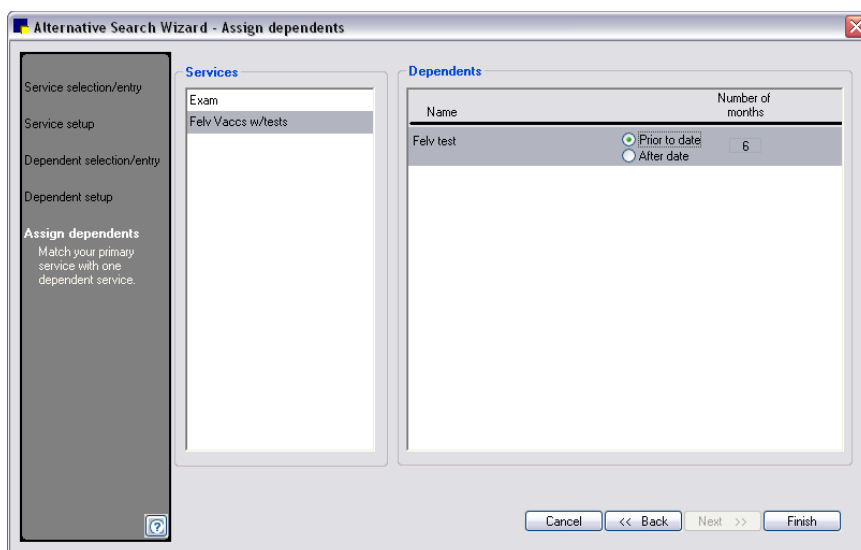 Alternative Search Wizard - Assign dependents
Service selection/entry
Service setup
Dependent selection/entry
Dependent setup
Assign dependents
Match your primary
service with one
dependent service.
Services
Exam
Felv Vaccs w/tests
Dependents
Name
Number of
months
Felv test
Prior to date
After date
6
?
Cancel
<< Back
Next >>
Finish